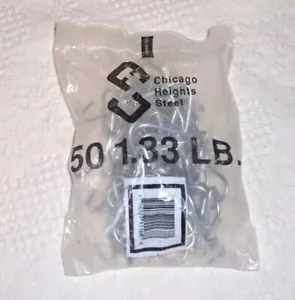 Chicago
Heights
Steel
50 1.33 LB.